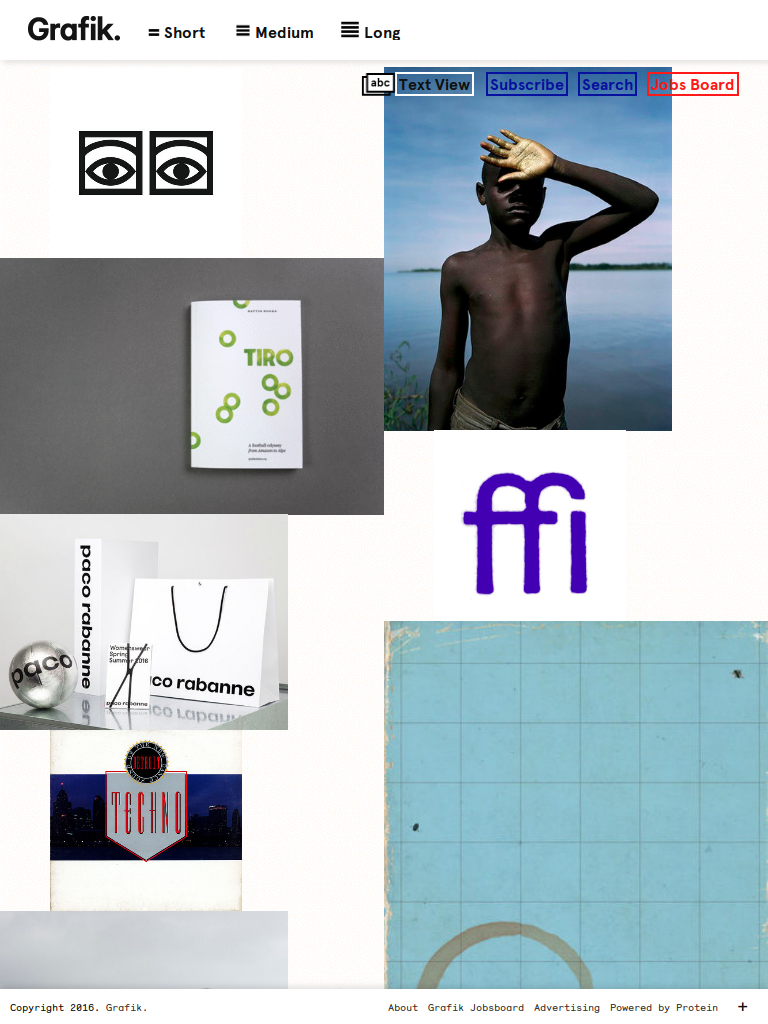 Grafik.
Short
Medium
Long
abc
Text View
Subscribe
Search
Jobs Board
TIRO
A football odyssey
from Amazon to Alps
paco rabanne
paco
Womenswear
Spring
Summer 2016
paco rabanne
co rabanne
ffi
TECHNO
Copyright 2016. Grafik.
About Grafik Jobsboard Advertising Powered by Protein +